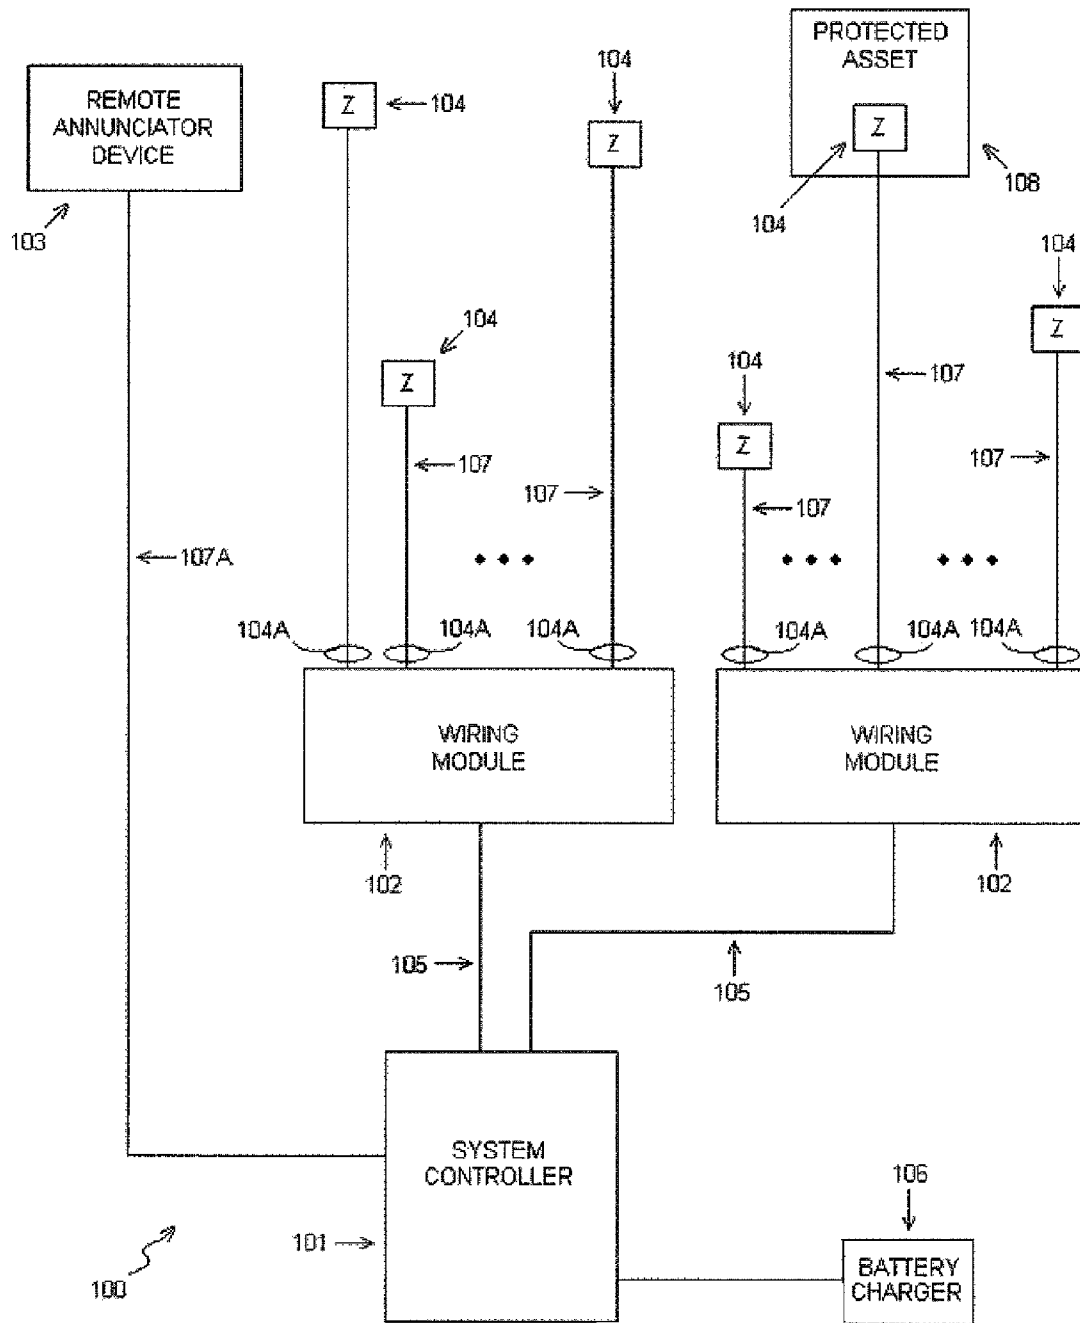 PROTECTED
ASSET
REMOTE
ANNUNCIATOR
DEVICE
104
Z
104
Z
Z
104
108
103
104
104
Z
104
Z
107
104
Z
107
107
107
107
107A
104A
104A
104A
104A
104A
104A
WIRING
MODULE
WIRING
MODULE
102
102
105
105
SYSTEM
CONTROLLER
106
101
BATTERY
CHARGER
100